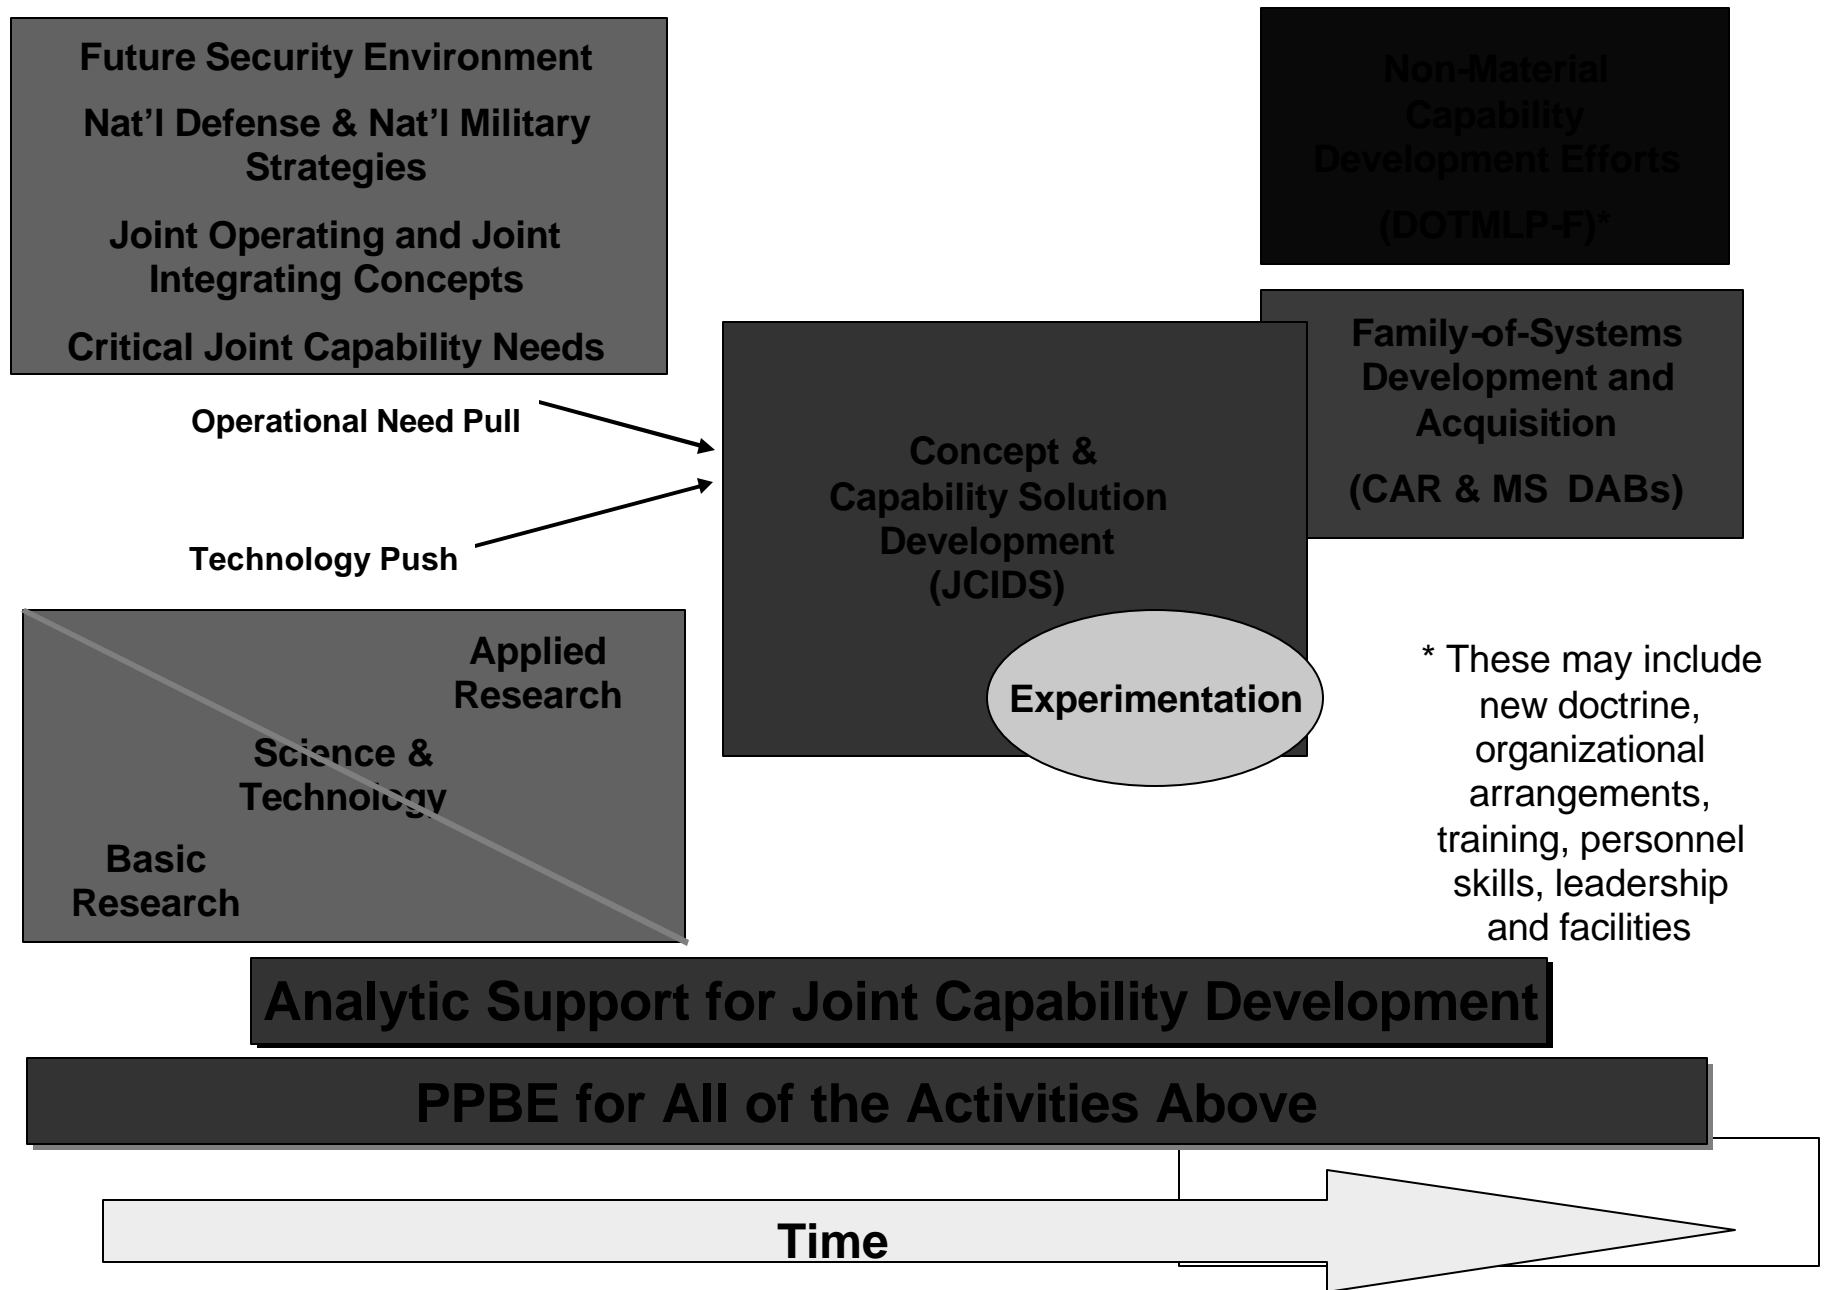 Future Security Environment
Nat’l Defense & Nat’l Military
Strategies
Joint Operating and Joint
Integrating Concepts
Critical Joint Capability Needs
Operational Need Pull
Technology Push
Applied
Research
Science &
Technology
Basic
Research
Concept &
Capability Solution
Development
(JCIDS)
Experimentation
Non-Material
Capability
Development Efforts
(DOTMLP-F)*
Family-of-Systems
Development and
Acquisition
(CAR & MS DABs)
* These may include
new doctrine,
organizational
arrangements,
training, personnel
skills, leadership
and facilities
Analytic Support for Joint Capability Development
PPBE for All of the Activities Above
Time